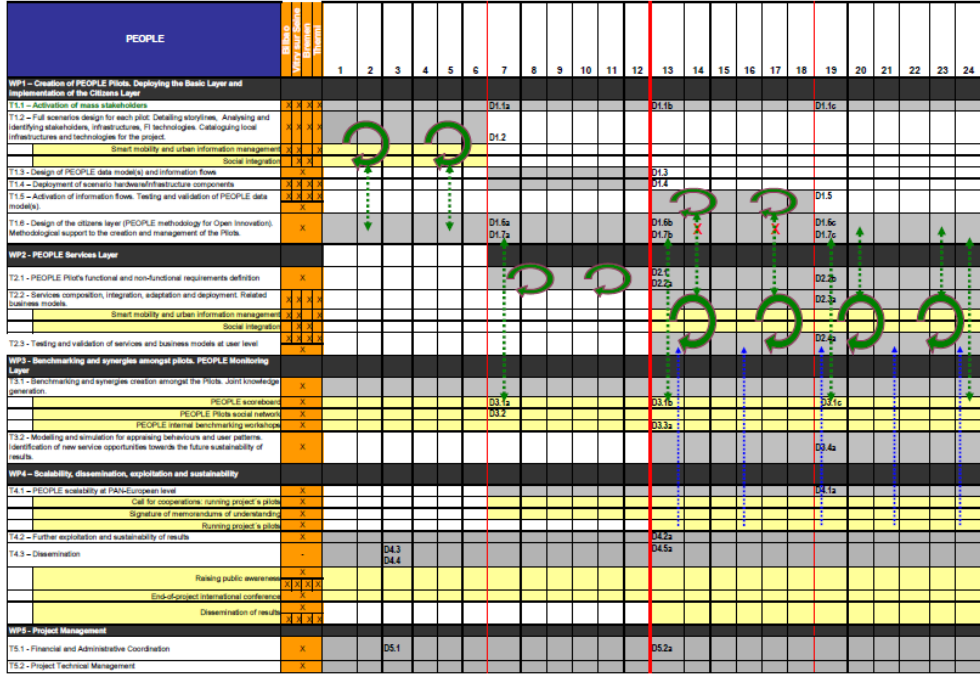 PEOPLE
Bilbao
Vitry sur Seine
Bremen
Thermi
1 2 3 4 5 6 7 8 9 10 11 12 13 14 15 16 17 18 19 20 21 22 23 24
WP1 – Creation of PEOPLE Pilots. Deploying the Basic Layer and
implementation of the Citizens Layer
T1.1 – Activation of mass stakeholders X X X X D1.1a D1.1b D1.1c
T1.2 – Full scenarios design for each pilot: Detailing storylines, Analysing and
identifying stakeholders, infrastructures, FI technologies. Cataloguing local
infrastructures and technologies for the project. X X X X D1.2
Smart mobility and urban information management X X X
Social integration X X
T1.3 - Design of PEOPLE data model(s) and information flows X D1.3
T1.4 – Deployment of scenario hardware/infrastructure components X X X X D1.4
T1.5 – Activation of information flows. Testing and validation of PEOPLE data
model(s). X X X X X D1.5
T1.6 - Design of the citizens layer (PEOPLE methodology for Open Innovation).
Methodological support to the creation and management of the Pilots. X
D1.6a D1.6b X X D1.6c
D1.7a D1.7b D1.7c
WP2 - PEOPLE Services Layer
T2.1 - PEOPLE Pilot's functional and non-functional requirements definition X
D2.1
D2.2a D2.2b
T2.2 – Services composition, integration, adaptation and deployment. Related
business models. X X X X D2.3a
Smart mobility and urban information management X X X
Social integration X X
T2.3 - Testing and validation of services and business models at user level X X X X X D2.4a
WP3 - Benchmarking and synergies amongst pilots. PEOPLE Monitoring
Layer
T3.1 - Benchmarking and synergies creation amongst the Pilots. Joint knowledge
generation. X
PEOPLE scoreboard X D3.1a D3.1b D3.1c
PEOPLE Pilots social network X D3.2
PEOPLE internal benchmarking workshops X D3.3a
T3.2 - Modelling and simulation for appraising behaviours and user patterns.
Identification of new service opportunities towards the future sustainability of
results. X D3.4a
WP4 – Scalability, dissemination, exploitation and sustainability
T4.1 - PEOPLE scalability at PAN-European level X D4.1a
Call for cooperations: running project's pilots X
Signature of memorandums of understanding X
Running project's pilots X
T4.2 – Further exploitation and sustainability of results X D4.2a
T4.3 – Dissemination - D4.3 D4.5a
D4.4
Raising public awareness X
X X X X
End-of-project international conference X
Dissemination of results X
X X X X
WP5 - Project Management
T5.1 - Financial and Administrative Coordination X D5.1 D5.2a
T5.2 - Project Technical Management X